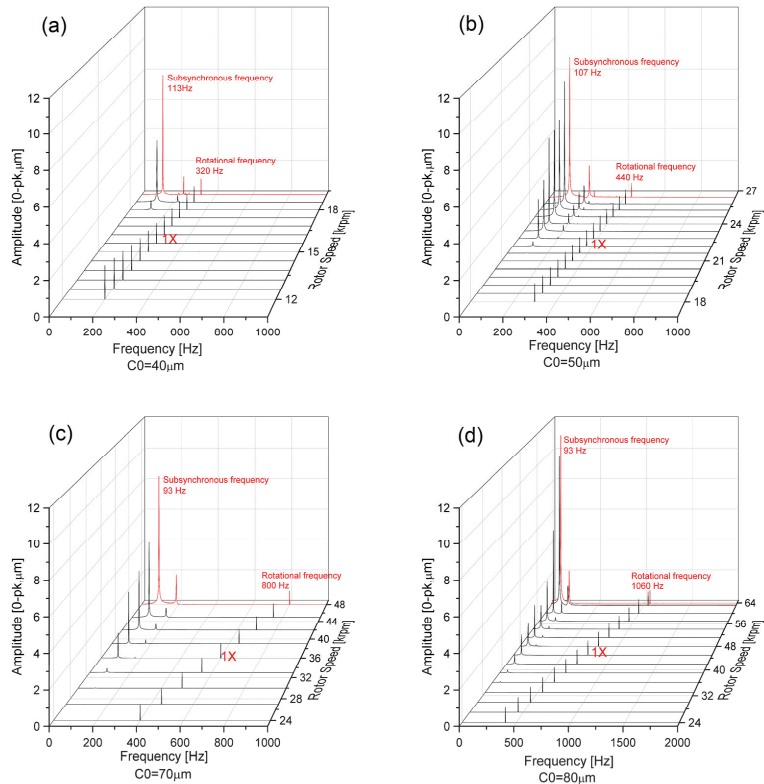 (a)
Subsynchronous frequency
113Hz
Rotational frequency
320 Hz
1X
Amplitude [0-pk,μm]
12
10
8
6
4
2
0
0 200 400 600 800 1000
Frequency [Hz]
C0=40μm
Rotor Speed [krpm]
18
15
12
(b)
Subsynchronous frequency
107 Hz
Rotational frequency
440 Hz
1X
Amplitude [0-pk,μm]
12
10
8
6
4
2
0
0 200 400 600 800 1000
Frequency [Hz]
C0=50μm
Rotor Speed [krpm]
27
24
21
18
(c)
Subsynchronous frequency
93 Hz
Rotational frequency
800 Hz
1X
Amplitude [0-pk,μm]
12
10
8
6
4
2
0
0 200 400 600 800 1000
Frequency [Hz]
C0=70μm
Rotor Speed [krpm]
48
44
40
36
32
28
24
(d)
Subsynchronous frequency
93 Hz
Rotational frequency
1060 Hz
1X
Amplitude [0-pk,μm]
12
10
8
6
4
2
0
0 500 1000 1500 2000
Frequency [Hz]
C0=80μm
Rotor Speed [krpm]
64
56
48
40
32
24